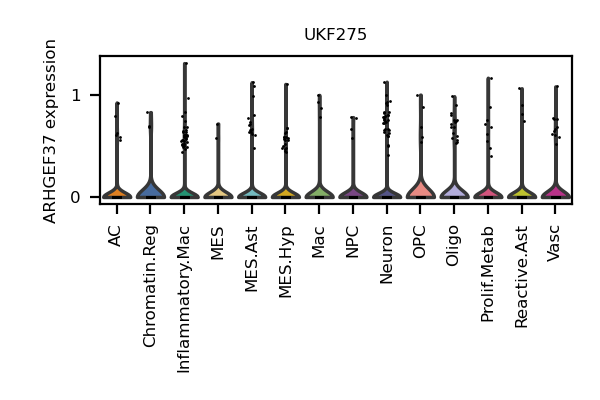 UKF275
ARHGEF37 expression
1
0
AC
Chromatin.Reg
Inflammatory.Mac
MES
MES.Ast
MES.Hyp
Mac
NPC
Neuron
OPC
Oligo
Prolif.Metab
Reactive.Ast
Vasc